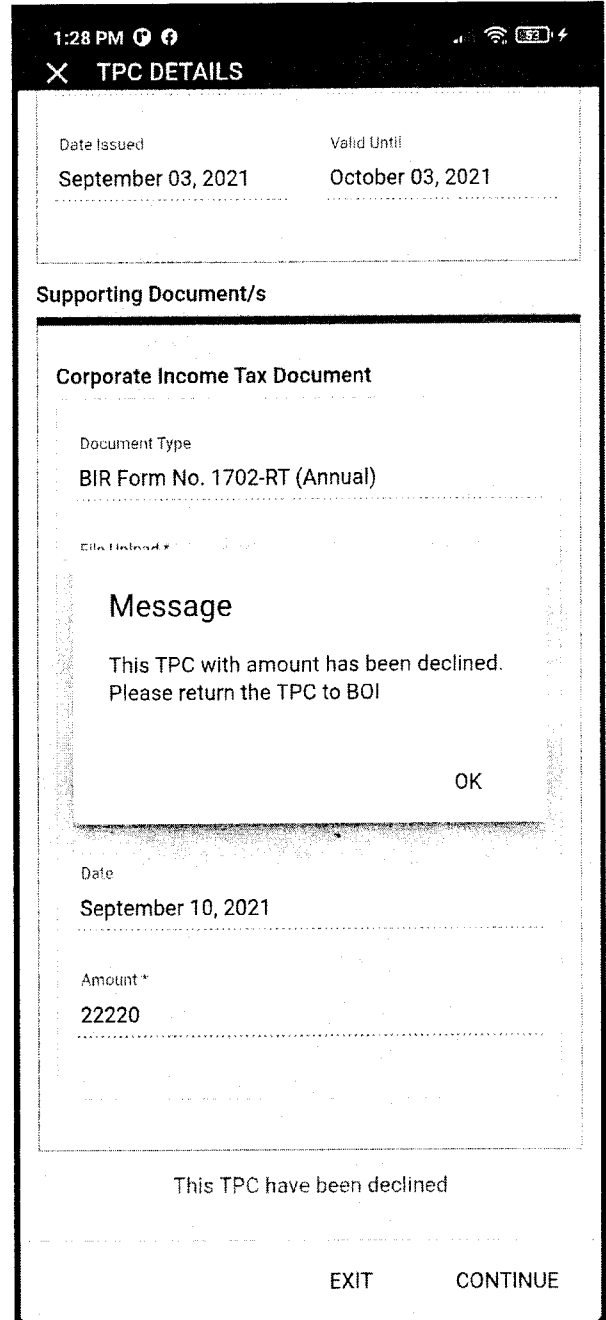 1:28 PM
53
TPC DETAILS
Date Issued
Valid Until
September 03, 2021
October 03, 2021
Supporting Document/s
Corporate Income Tax Document
Document Type
BIR Form No. 1702-RT (Annual)
File Upload *
Message
This TPC with amount has been declined.
Please return the TPC to BOI
OK
Date
September 10, 2021
Amount *
22220
This TPC have been declined
EXIT
CONTINUE